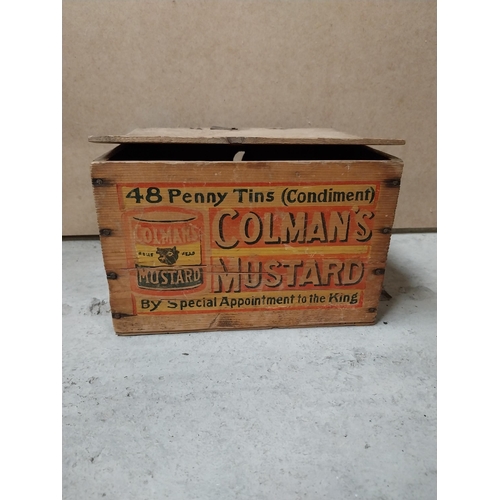 48 Penny Tins (Condiment)
COLMAN'S
COLMAN'S
MUSTARD
MUSTARD
By Special Appointment to the King